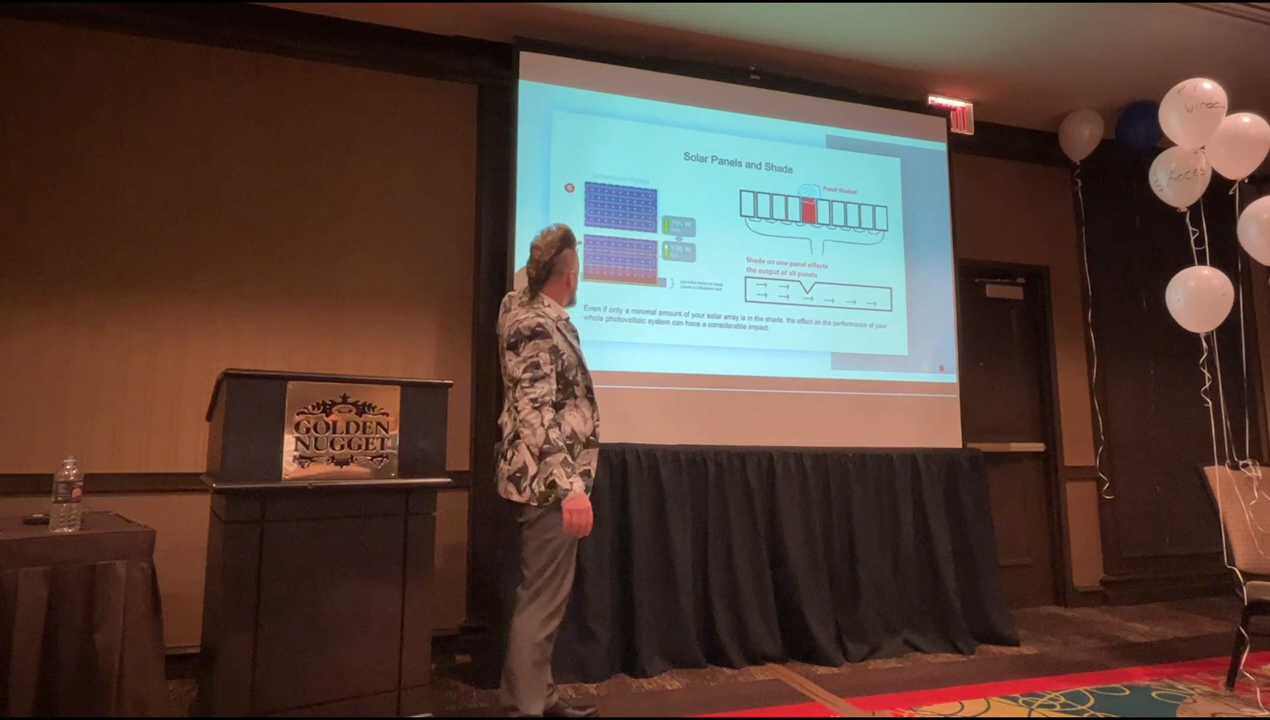 Solar Panels and Shade
Panel Shaded
Shade on one panel effects
the output of all panels
Even if only a minimal amount of your solar array is in the shade, the effect on the performance of your
whole photovoltaic system can have a considerable impact.
GOLDEN
NUGGET